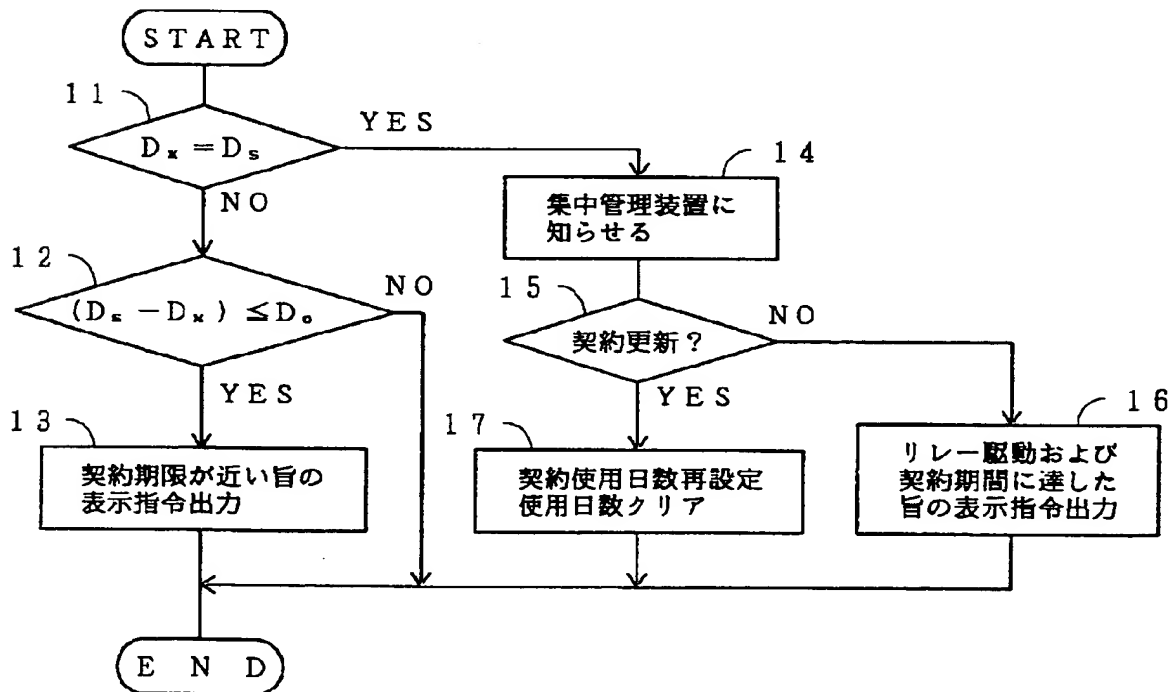 START
11
YES
Dₓ=Dₛ
14
NO
集中管理装置に
知らせる
12
NO
15
(Dₛ-Dₓ)≤D₀
NO
契約更新?
YES
YES
13
17
16
契約期限が近い旨の
表示指令出力
契約使用日数再設定
使用日数クリア
リレー駆動および
契約期間に達した
旨の表示指令出力
END